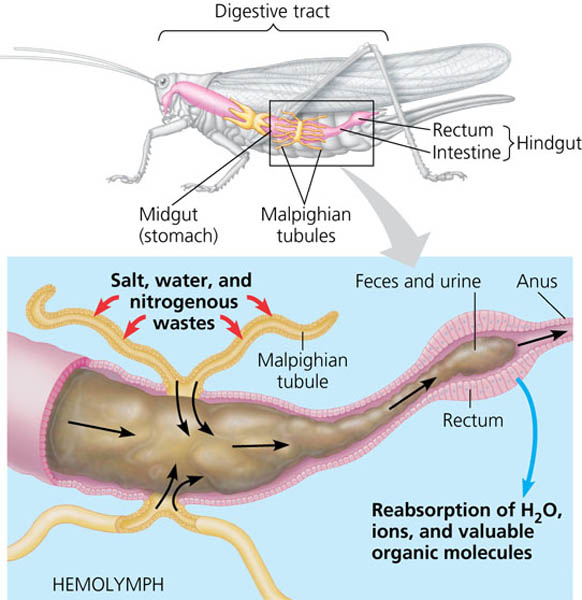 Digestive tract
Rectum
Intestine
Hindgut
Midgut
(stomach)
Malpighian
tubules
Salt, water, and
nitrogenous
wastes
Feces and urine
Anus
Malpighian
tubule
Rectum
Reabsorption of H₂O,
ions, and valuable
organic molecules
HEMOLYMPH